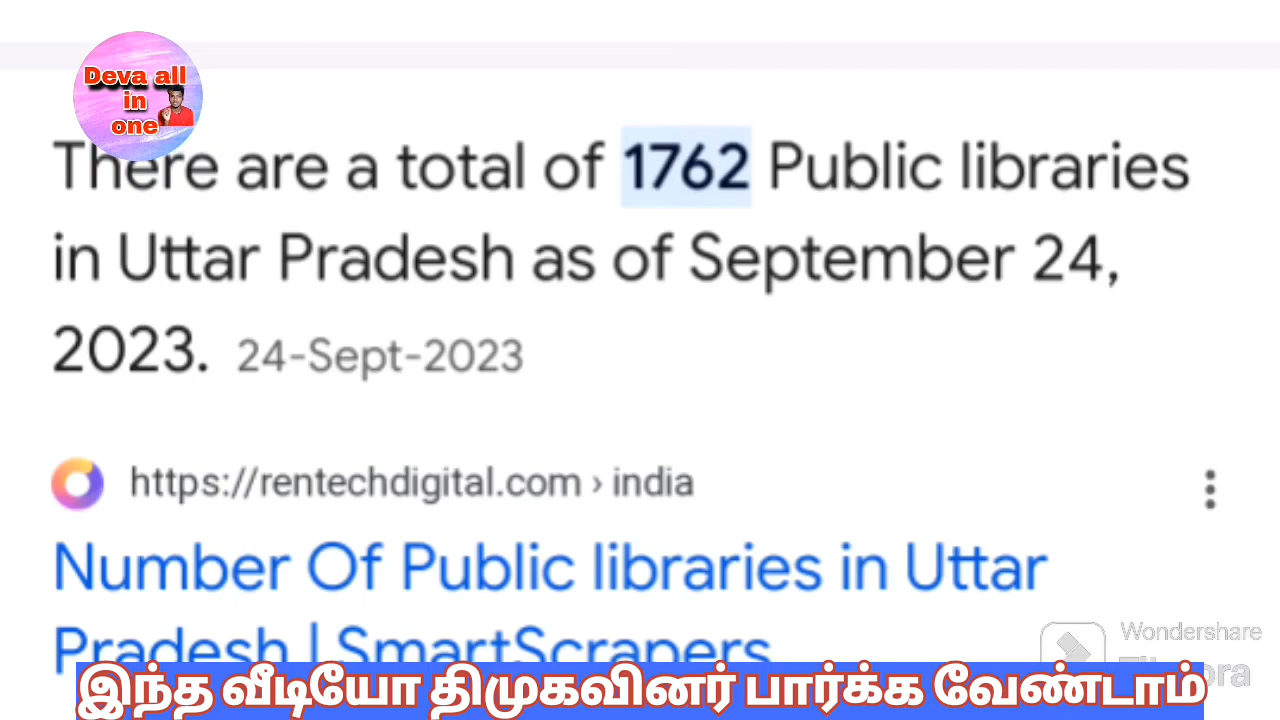 Deva all
in
one
There are a total of 1762 Public libraries
in Uttar Pradesh as of September 24,
2023. 24-Sept-2023
https://rentechdigital.com › india
Number Of Public libraries in Uttar
Pradesh | SmartScrapers
Wondershare
இந்த வீடியோ திமுகவினர் பார்க்க வேண்டாம்